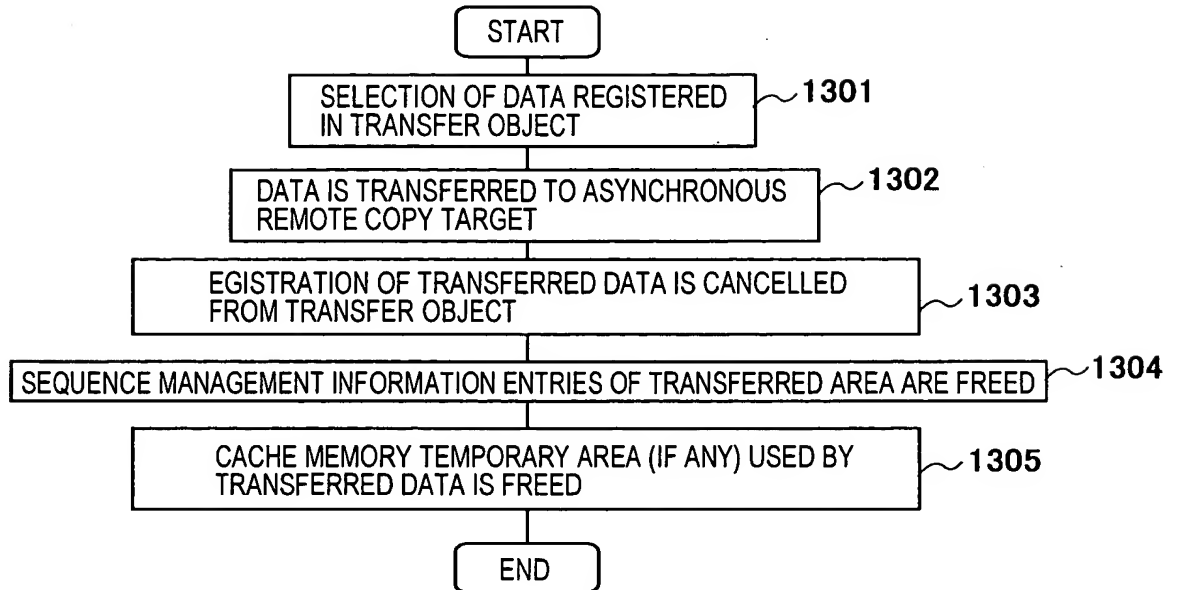 START
SELECTION OF DATA REGISTERED
IN TRANSFER OBJECT
1301
DATA IS TRANSFERRED TO ASYNCHRONOUS
REMOTE COPY TARGET
1302
EGISTRATION OF TRANSFERRED DATA IS CANCELLED
FROM TRANSFER OBJECT
1303
SEQUENCE MANAGEMENT INFORMATION ENTRIES OF TRANSFERRED AREA ARE FREED
1304
CACHE MEMORY TEMPORARY AREA (IF ANY) USED BY
TRANSFERRED DATA IS FREED
1305
END